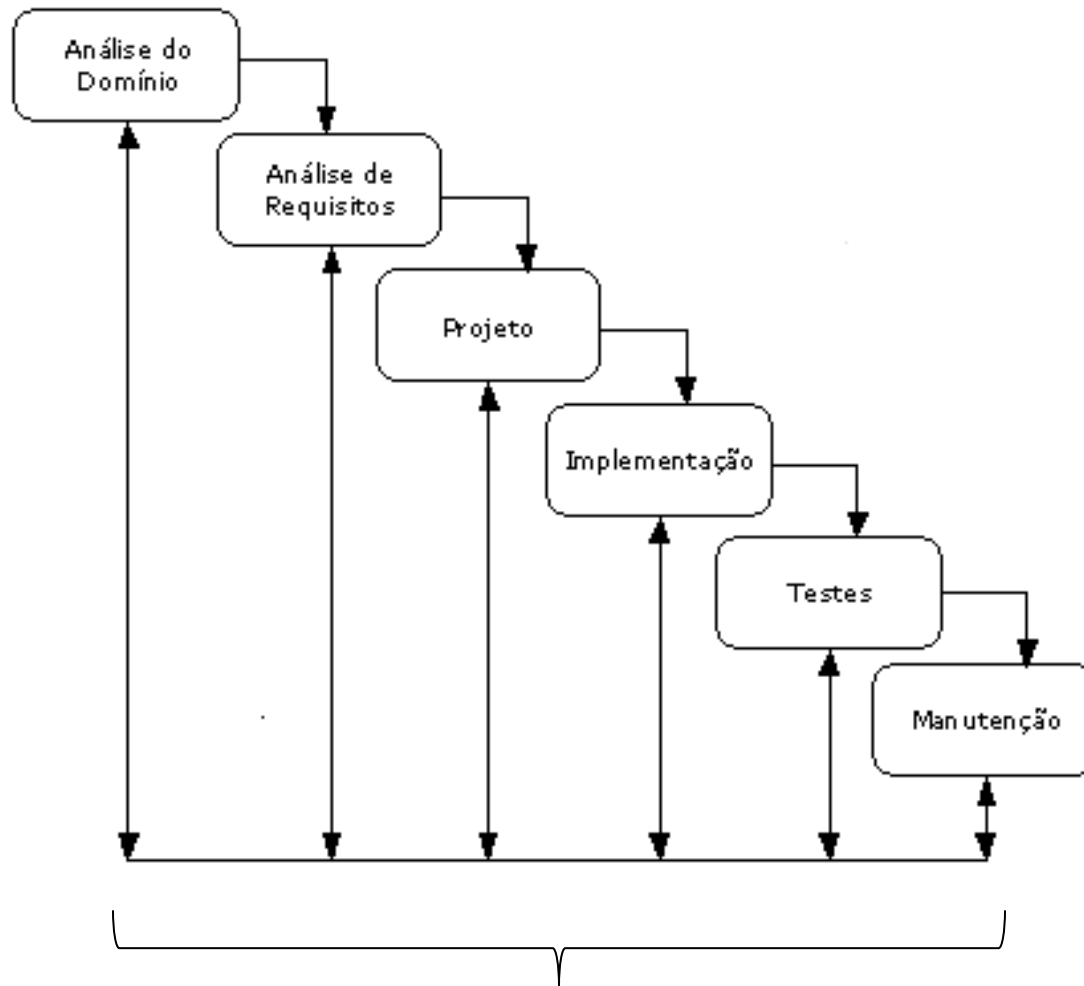 Análise do
Domínio
Análise de
Requisitos
Projeto
Implementação
Testes
Manutenção